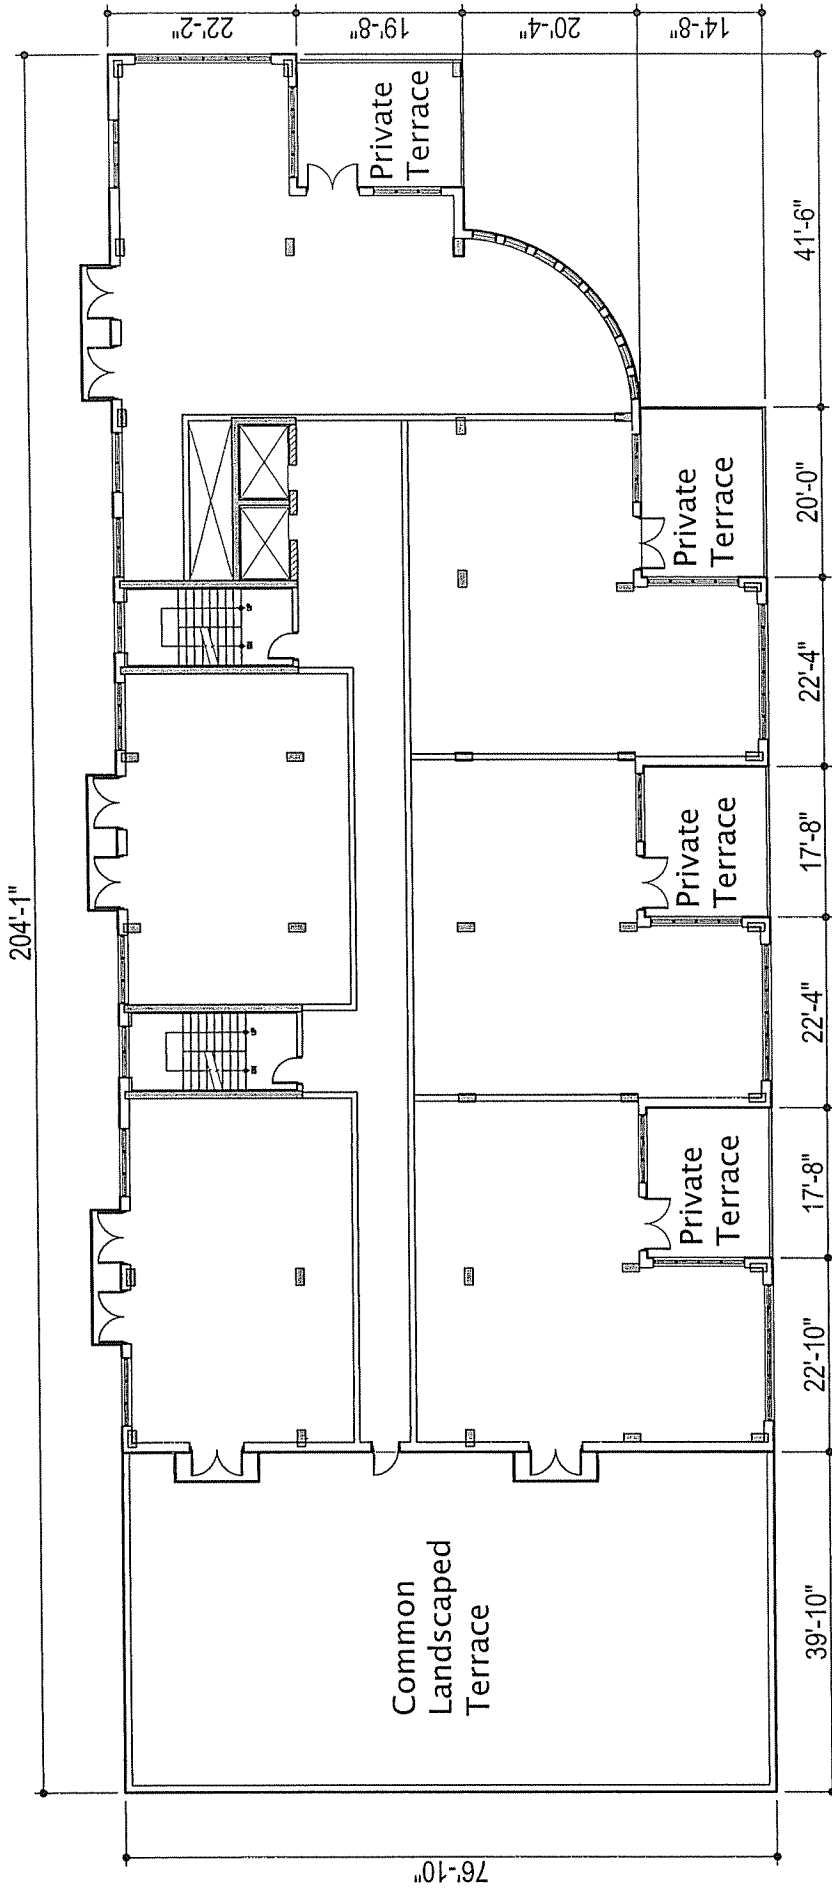 204'-1"
22'-2"
19'-8"
20'-4"
14'-8"
Private
Terrace
41'-6"
Private
Terrace
20'-0"
22'-4"
Private
Terrace
17'-8"
22'-4"
Private
Terrace
17'-8"
22'-10"
Common
Landscaped
Terrace
39'-10"
76'-10"